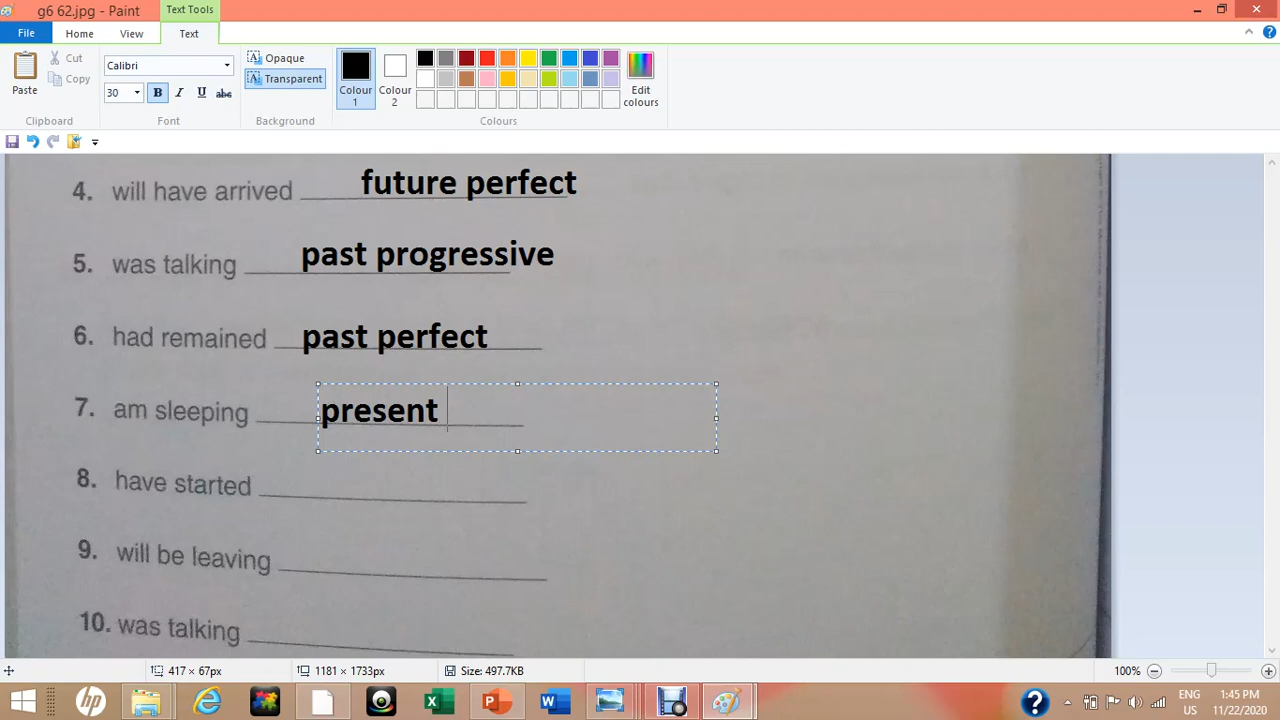 g6 62.jpg - Paint
Text Tools
File
Home
View
Text
Paste
Cut
Copy
Clipboard
Calibri
30
B I U abc
Font
Opaque
Transparent
Background
Colour 1
Colour 2
Edit colours
Colours
4. will have arrived future perfect
5. was talking past progressive
6. had remained past perfect
7. am sleeping present
8. have started
9. will be leaving
10. was talking
417 × 67px
1181 × 1733px
Size: 497.7KB
100%
ENG
US
1:45 PM
11/22/2020